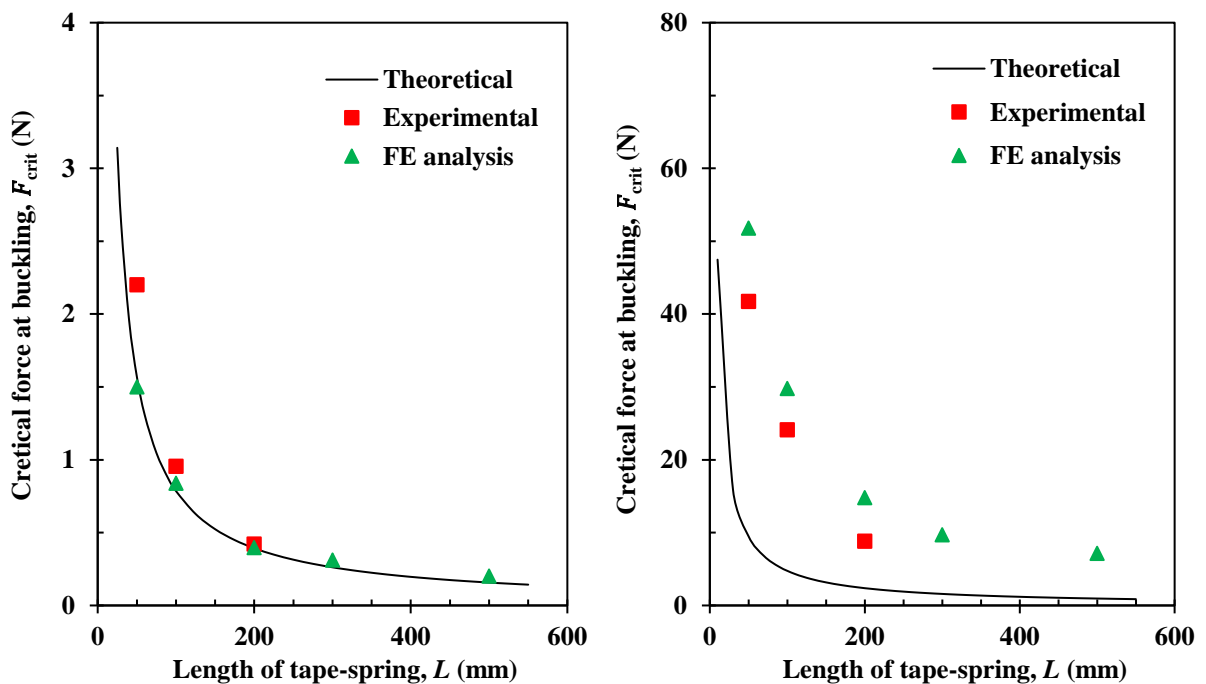 Cretical force at buckling, F_crit (N)
4
3
2
1
0
Theoretical
Experimental
FE analysis
0 200 400 600
Length of tape-spring, L (mm)
Cretical force at buckling, F_crit (N)
80
60
40
20
0
Theoretical
Experimental
FE analysis
0 200 400 600
Length of tape-spring, L (mm)